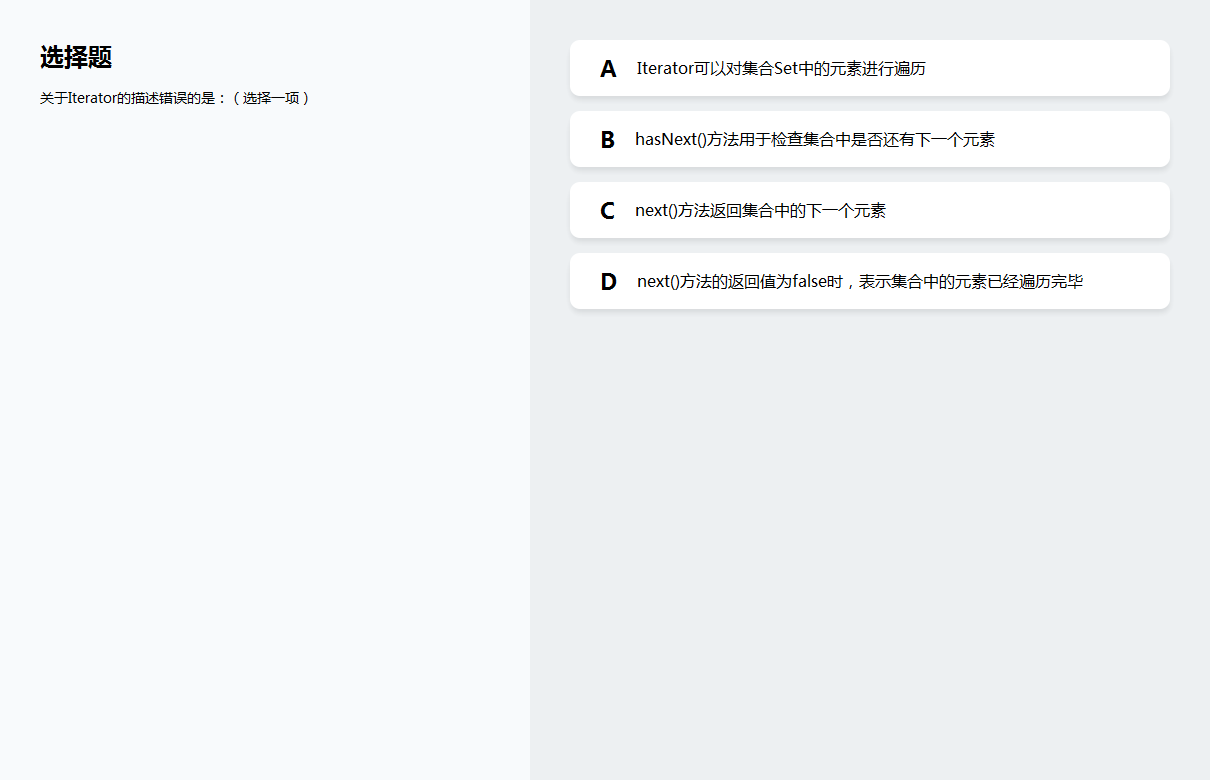 选择题
关于Iterator的描述错误的是：（选择一项）
A Iterator可以对集合Set中的元素进行遍历
B hasNext()方法用于检查集合中是否还有下一个元素
C next()方法返回集合中的下一个元素
D next()方法的返回值为false时，表示集合中的元素已经遍历完毕